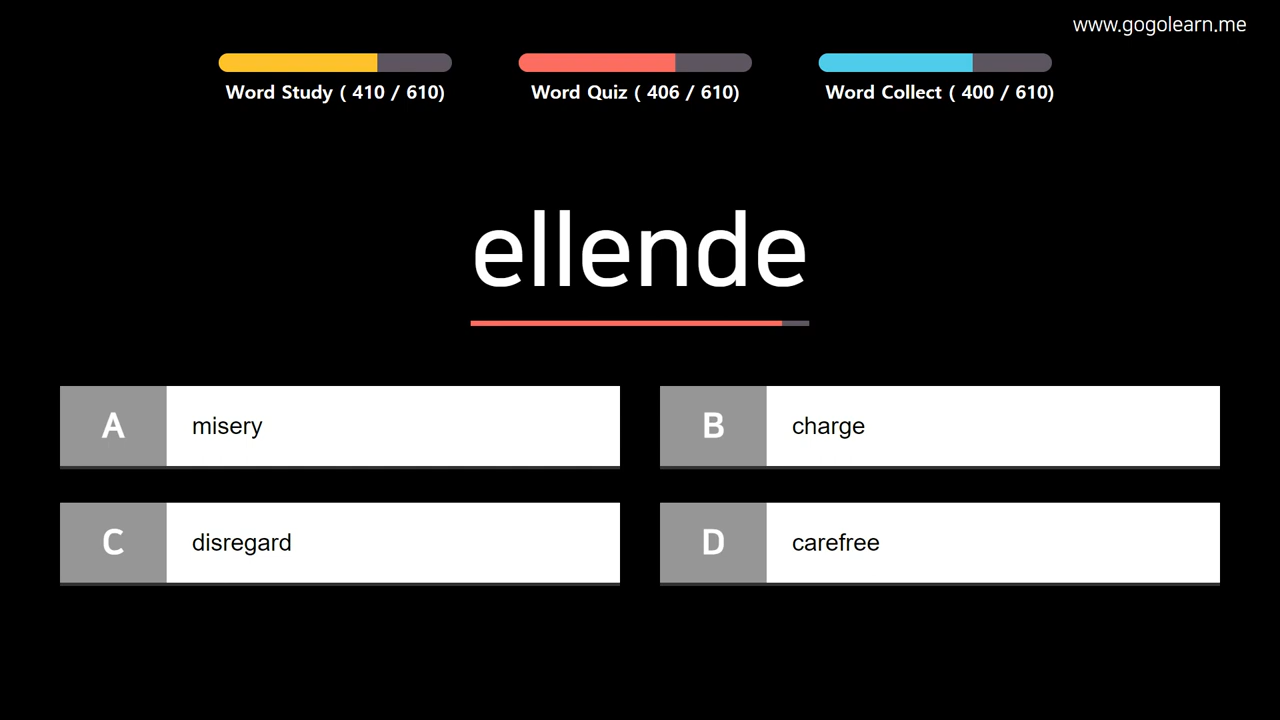 www.gogolearn.me
Word Study ( 410 / 610)
Word Quiz ( 406 / 610)
Word Collect ( 400 / 610)
ellende
A misery
B charge
C disregard
D carefree